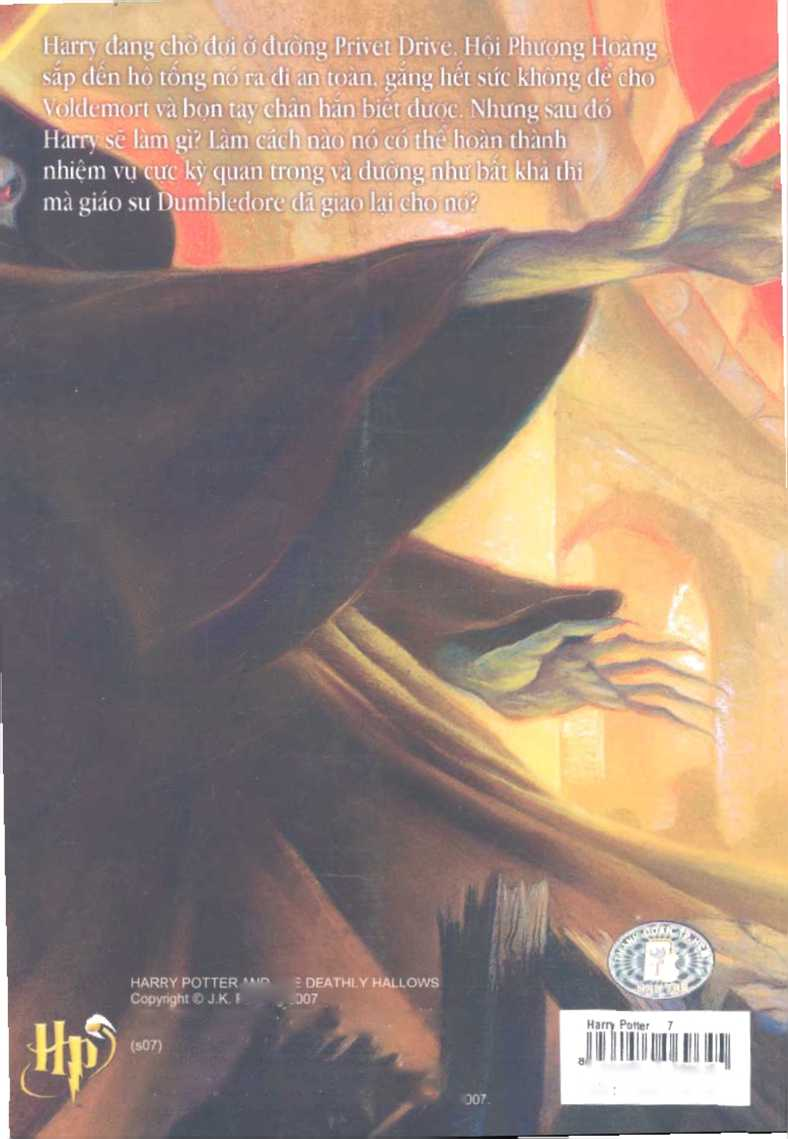 Harry đang chờ đợi ở đường Privet Drive. Hội Phượng Hoàng
sắp đến hộ tống nó ra đi an toàn, gắng hết sức không để cho
Voldemort và bọn tay chân hắn biết được. Nhưng sau đó
Harry sẽ làm gì? Làm cách nào nó có thể hoàn thành
nhiệm vụ cực kỳ quan trọng và dường như bất khả thi
mà giáo sư Dumbledore đã giao lại cho nó?
HARRY POTTER DEATHLY HALLOWS
Copyright © J.K.
(s07)
HP
Harry Potter 7
8
007.